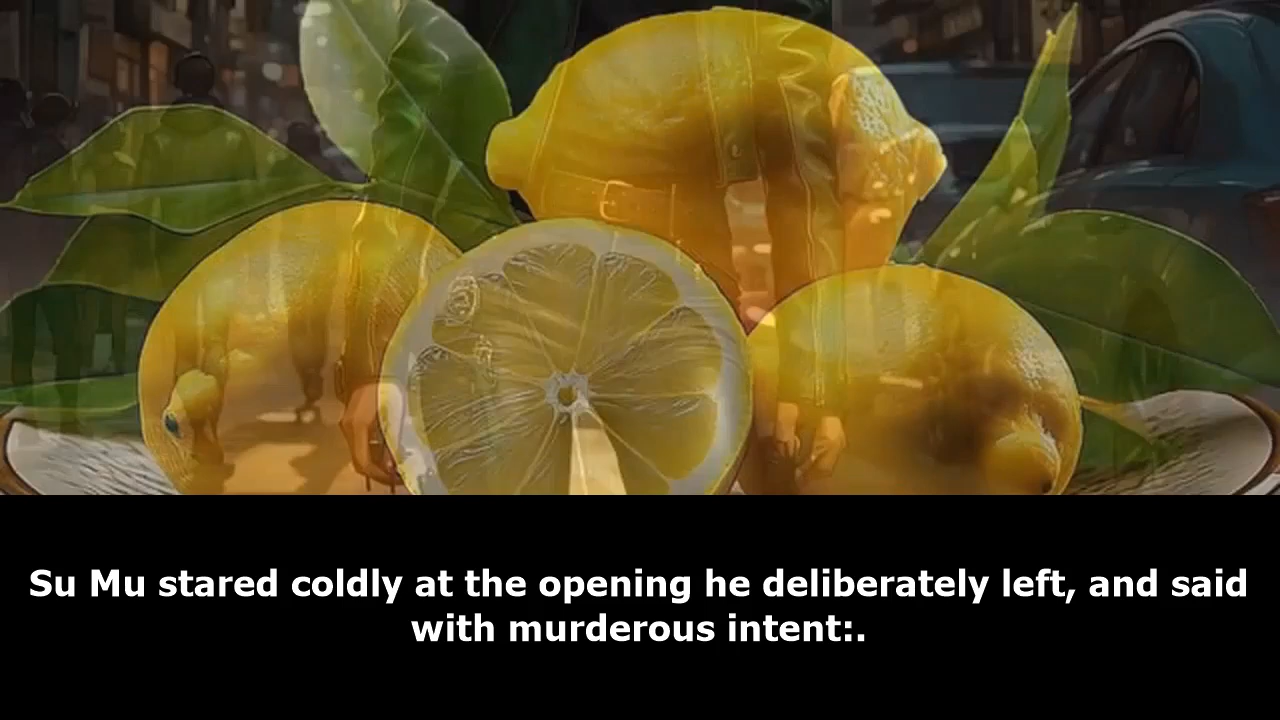 Su Mu stared coldly at the opening he deliberately left, and said
with murderous intent:.